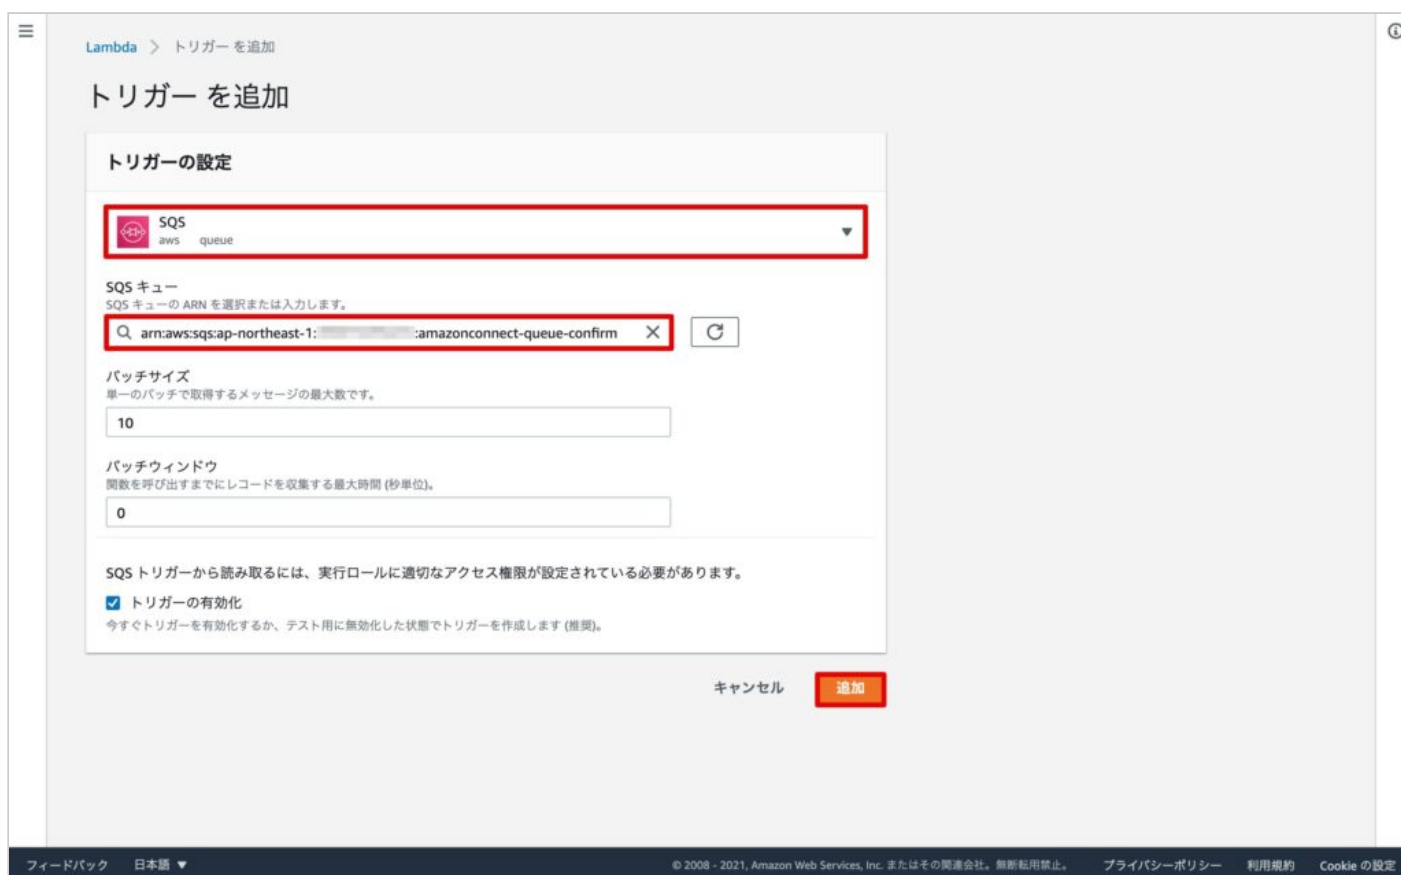 Lambda > トリガー を追加
トリガー を追加
トリガーの設定
SQS
aws queue
SQS キュー
SQS キューの ARN を選択または入力します。
arn:aws:sqs:ap-northeast-1: :amazonconnect-queue-confirm
バッチサイズ
単一のバッチで取得するメッセージの最大数です。
10
バッチウィンドウ
関数を呼び出すまでにレコードを収集する最大時間 (秒単位)。
0
SQS トリガーから読み取るには、実行ロールに適切なアクセス権限が設定されている必要があります。
トリガーの有効化
今すぐトリガーを有効化するか、テスト用に無効化した状態でトリガーを作成します (推奨)。
キャンセル 追加
フィードバック 日本語 ▼ © 2008 - 2021, Amazon Web Services, Inc. またはその関連会社。無断転用禁止。 プライバシーポリシー 利用規約 Cookie の設定